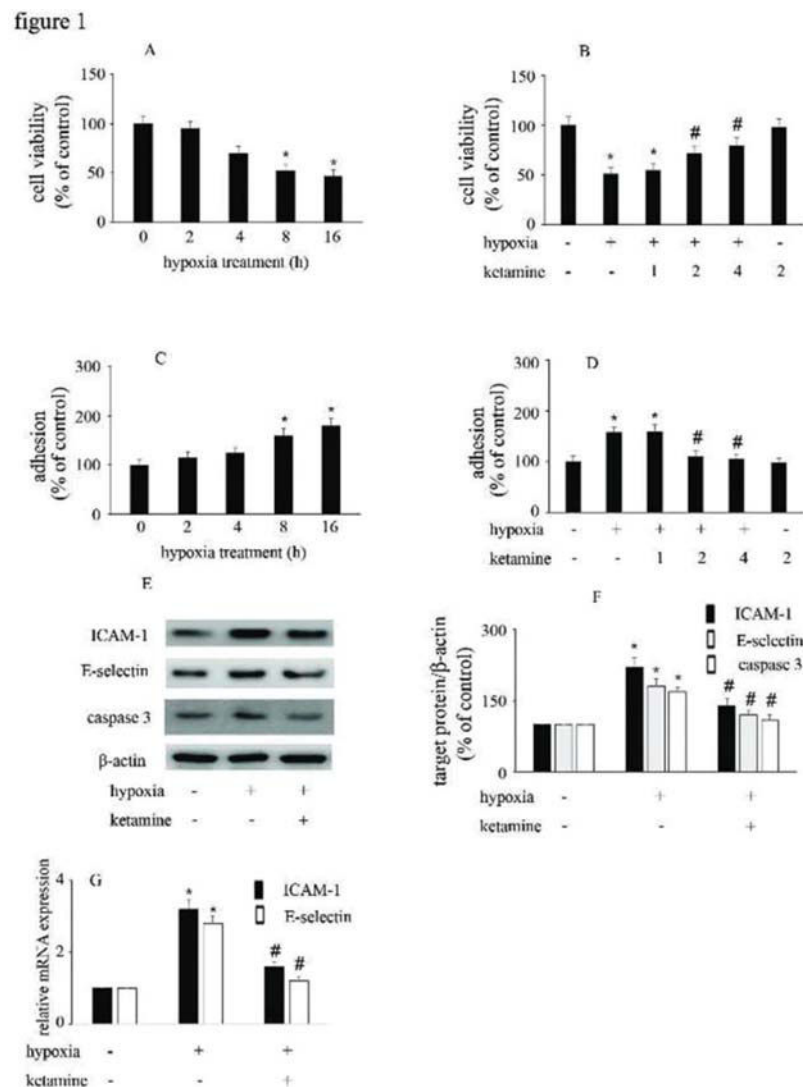 figure 1
A
cell viability
(% of control)
150
100
50
0
* *
0 2 4 8 16
hypoxia treatment (h)
B
cell viability
(% of control)
150
100
50
0
* * # #
hypoxia - + + + + -
ketamine - - 1 2 4 2
C
adhesion
(% of control)
300
200
100
0
* *
0 2 4 8 16
hypoxia treatment (h)
D
adhesion
(% of control)
300
200
100
0
* * # #
hypoxia - + + + + -
ketamine - - 1 2 4 2
E
ICAM-1
E-selectin
caspase 3
β-actin
hypoxia - + +
ketamine - - +
F
ICAM-1
E-selectin
caspase 3
target protein/β-actin
(% of control)
300
150
0
* * * # # #
hypoxia - + +
ketamine - - +
G
ICAM-1
E-selectin
relative mRNA expression
4
2
0
* * # #
hypoxia - + +
ketamine - - +